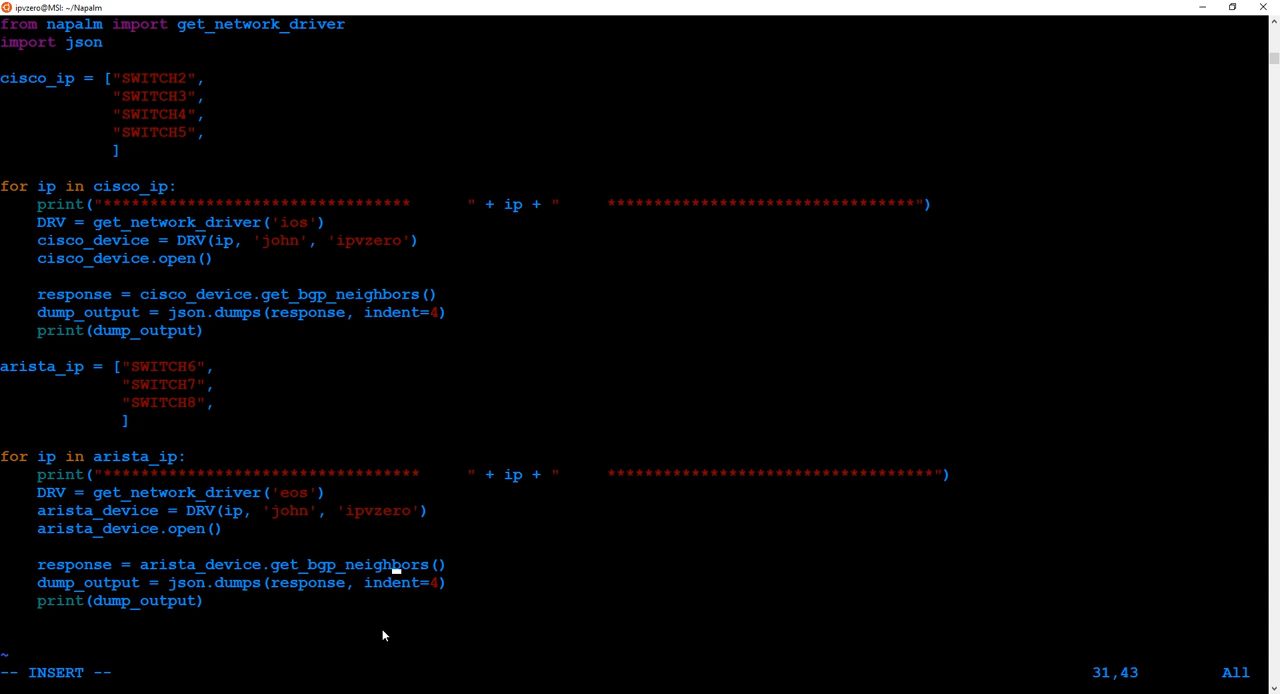 ipvzero@MSI: ~/Napalm
from napalm import get_network_driver
import json
cisco_ip = ["SWITCH2",
"SWITCH3",
"SWITCH4",
"SWITCH5",
]
for ip in cisco_ip:
print("********************************* " + ip + " *********************************")
DRV = get_network_driver('ios')
cisco_device = DRV(ip, 'john', 'ipvzero')
cisco_device.open()
response = cisco_device.get_bgp_neighbors()
dump_output = json.dumps(response, indent=4)
print(dump_output)
arista_ip = ["SWITCH6",
"SWITCH7",
"SWITCH8",
]
for ip in arista_ip:
print("********************************** " + ip + " ***********************************")
DRV = get_network_driver('eos')
arista_device = DRV(ip, 'john', 'ipvzero')
arista_device.open()
response = arista_device.get_bgp_neighbors()
dump_output = json.dumps(response, indent=4)
print(dump_output)
~
-- INSERT -- 31,43 All